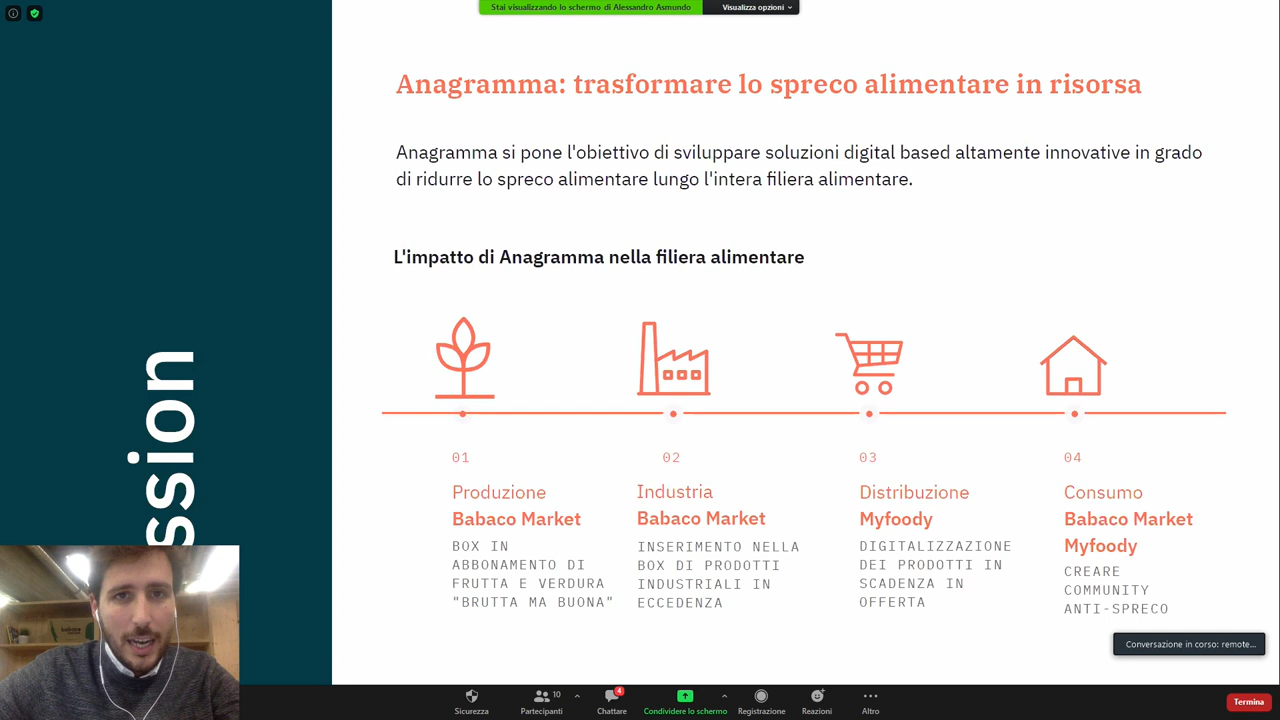 Stai visualizzando lo schermo di Alessandro Asmundo
Visualizza opzioni
Anagramma: trasformare lo spreco alimentare in risorsa
Anagramma si pone l'obiettivo di sviluppare soluzioni digital based altamente innovative in grado
di ridurre lo spreco alimentare lungo l'intera filiera alimentare.
L'impatto di Anagramma nella filiera alimentare
ssion
01
Produzione
Babaco Market
BOX IN
ABBONAMENTO DI
FRUTTA E VERDURA
"BRUTTA MA BUONA"
02
Industria
Babaco Market
INSERIMENTO NELLA
BOX DI PRODOTTI
INDUSTRIALI IN
ECCEDENZA
03
Distribuzione
Myfoody
DIGITALIZZAZIONE
DEI PRODOTTI IN
SCADENZA IN
OFFERTA
04
Consumo
Babaco Market
Myfoody
CREARE
COMMUNITY
ANTI-SPRECO
Conversazione in corso: remote...
Sicurezza
Partecipanti
10
Chattare
4
Condividere lo schermo
Registrazione
Reazioni
Altro
Termina